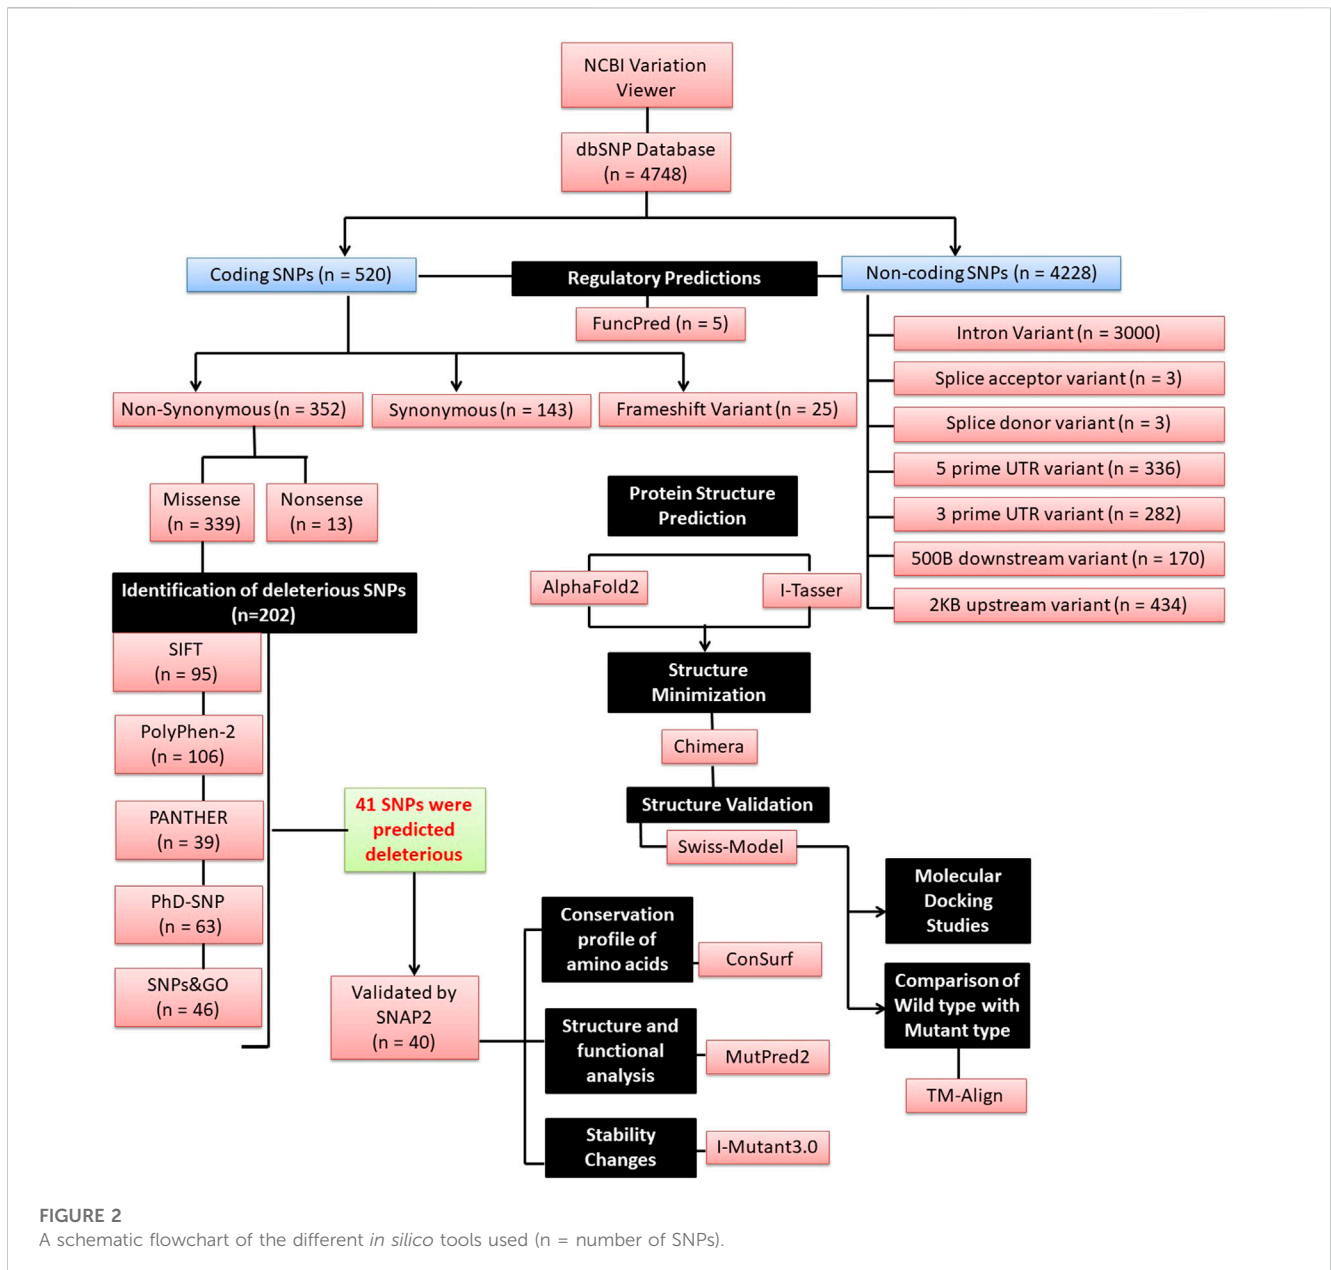 NCBI Variation
Viewer
dbSNP Database
(n = 4748)
Coding SNPs (n = 520)
Regulatory Predictions
Non-coding SNPs (n = 4228)
FuncPred (n = 5)
Intron Variant (n = 3000)
Splice acceptor variant (n = 3)
Splice donor variant (n = 3)
5 prime UTR variant (n = 336)
3 prime UTR variant (n = 282)
500B downstream variant (n = 170)
2KB upstream variant (n = 434)
Non-Synonymous (n = 352)
Synonymous (n = 143)
Frameshift Variant (n = 25)
Missense
(n = 339)
Nonsense
(n = 13)
Identification of deleterious SNPs
(n=202)
SIFT
(n = 95)
PolyPhen-2
(n = 106)
PANTHER
(n = 39)
PhD-SNP
(n = 63)
SNPs&GO
(n = 46)
41 SNPs were
predicted
deleterious
Validated by
SNAP2
(n = 40)
Conservation
profile of
amino acids
ConSurf
Structure and
functional
analysis
MutPred2
Stability
Changes
I-Mutant3.0
Protein Structure
Prediction
AlphaFold2
I-Tasser
Structure
Minimization
Chimera
Structure Validation
Swiss-Model
Molecular
Docking
Studies
Comparison of
Wild type with
Mutant type
TM-Align
FIGURE 2
A schematic flowchart of the different in silico tools used (n = number of SNPs).